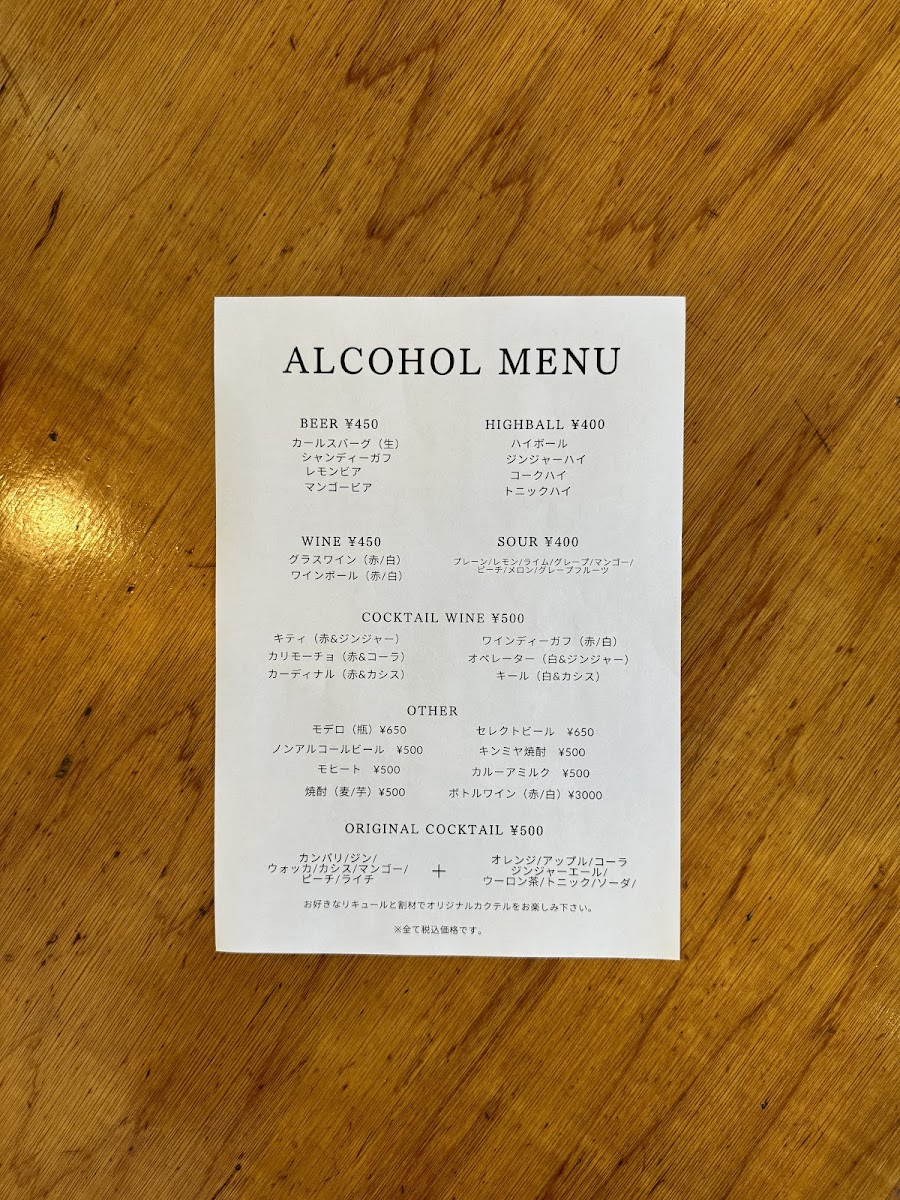 ALCOHOL MENU
BEER ¥450
カールスバーグ（生）
シャンディーガフ
レモンビア
マンゴービア
HIGHBALL ¥400
ハイボール
ジンジャーハイ
コークハイ
トニックハイ
WINE ¥450
グラスワイン（赤/白）
ワインボール（赤/白）
SOUR ¥400
プレーン/レモン/ライム/グレープ/マンゴー/
ピーチ/メロン/グレープフルーツ
COCKTAIL WINE ¥500
キティ（赤&ジンジャー）
カリモーチョ（赤&コーラ）
カーディナル（赤&カシス）
ワインディーガフ（赤/白）
オペレーター（白&ジンジャー）
キール（白&カシス）
OTHER
モデロ（瓶）¥650
ノンアルコールビール ¥500
モヒート ¥500
焼酎（麦/芋）¥500
セレクトビール ¥650
キンミヤ焼酎 ¥500
カルーアミルク ¥500
ボトルワイン（赤/白）¥3000
ORIGINAL COCKTAIL ¥500
カンパリ/ジン/
ウォッカ/カシス/マンゴー/
ピーチ/ライチ
+
オレンジ/アップル/コーラ
ジンジャーエール/
ウーロン茶/トニック/ソーダ/
お好きなリキュールと割材でオリジナルカクテルをお楽しみ下さい。
※全て税込価格です。